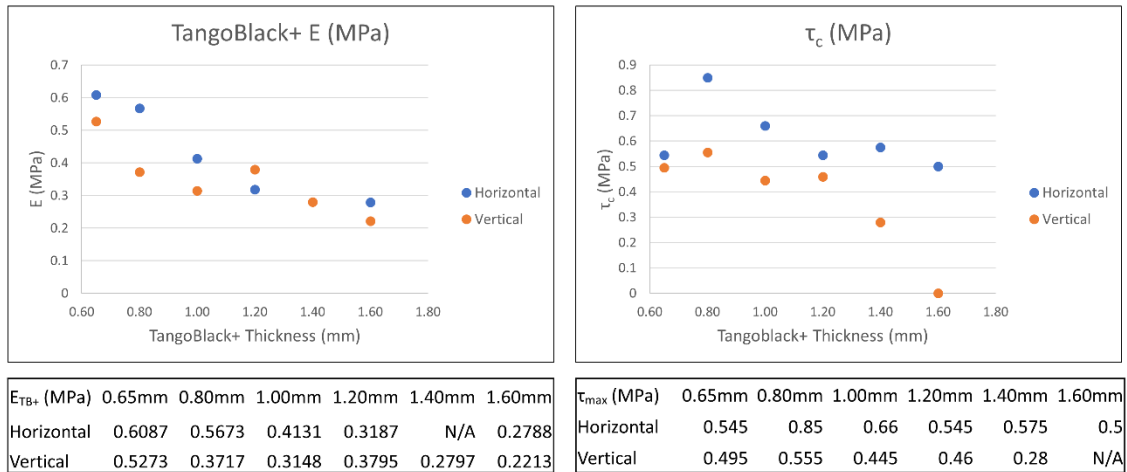 TangoBlack+ E (MPa)
0.7
0.6
0.5
0.4
0.3
0.2
0.1
0
E (MPa)
0.60 0.80 1.00 1.20 1.40 1.60 1.80
TangoBlack+ Thickness (mm)
Horizontal
Vertical
τc (MPa)
0.9
0.8
0.7
0.6
0.5
0.4
0.3
0.2
0.1
0
τc (MPa)
0.60 0.80 1.00 1.20 1.40 1.60 1.80
Tangoblack+ Thickness (mm)
Horizontal
Vertical
ETB+ (MPa) 0.65mm 0.80mm 1.00mm 1.20mm 1.40mm 1.60mm
Horizontal 0.6087 0.5673 0.4131 0.3187 N/A 0.2788
Vertical 0.5273 0.3717 0.3148 0.3795 0.2797 0.2213
τmax (MPa) 0.65mm 0.80mm 1.00mm 1.20mm 1.40mm 1.60mm
Horizontal 0.545 0.85 0.66 0.545 0.575 0.5
Vertical 0.495 0.555 0.445 0.46 0.28 N/A